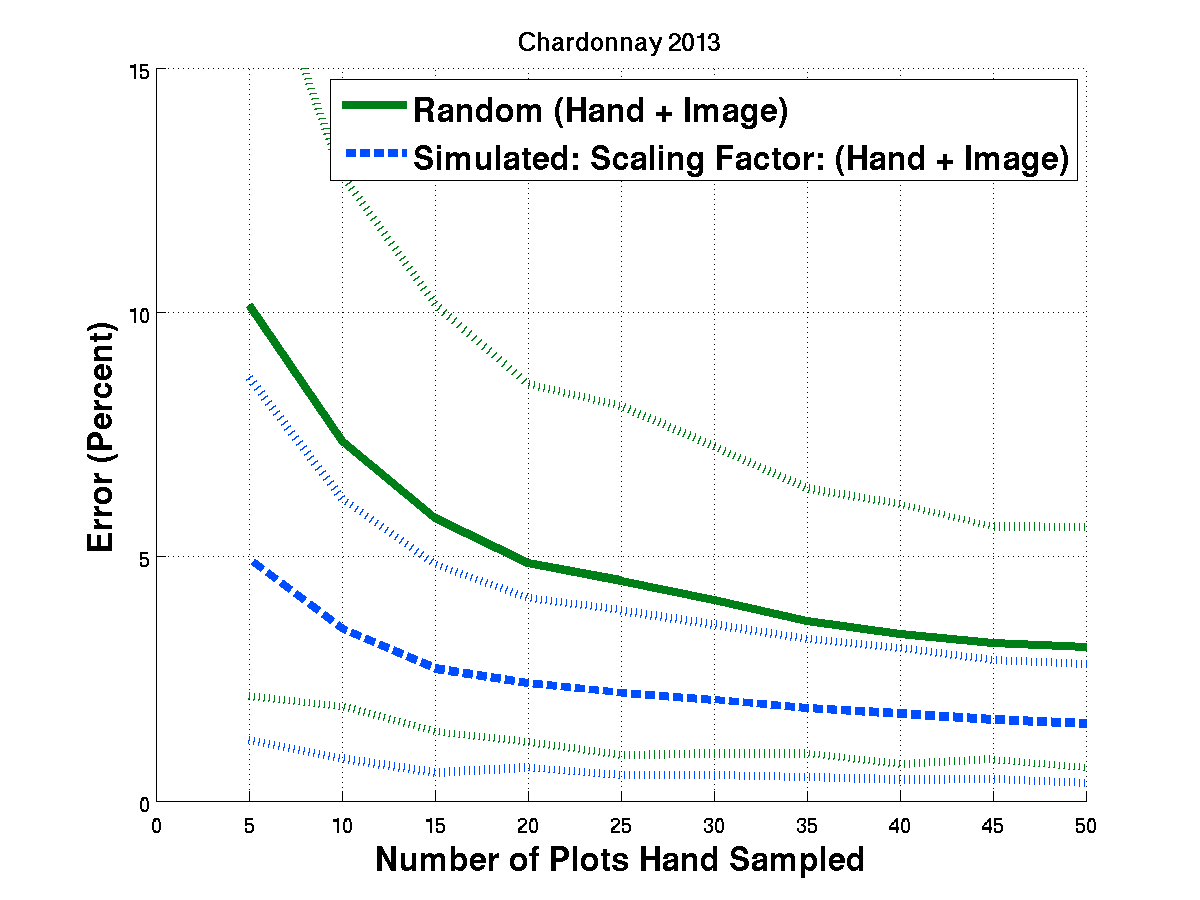 Chardonnay 2013
Random (Hand + Image)
Simulated: Scaling Factor: (Hand + Image)
15
10
5
0
Error (Percent)
0 5 10 15 20 25 30 35 40 45 50
Number of Plots Hand Sampled